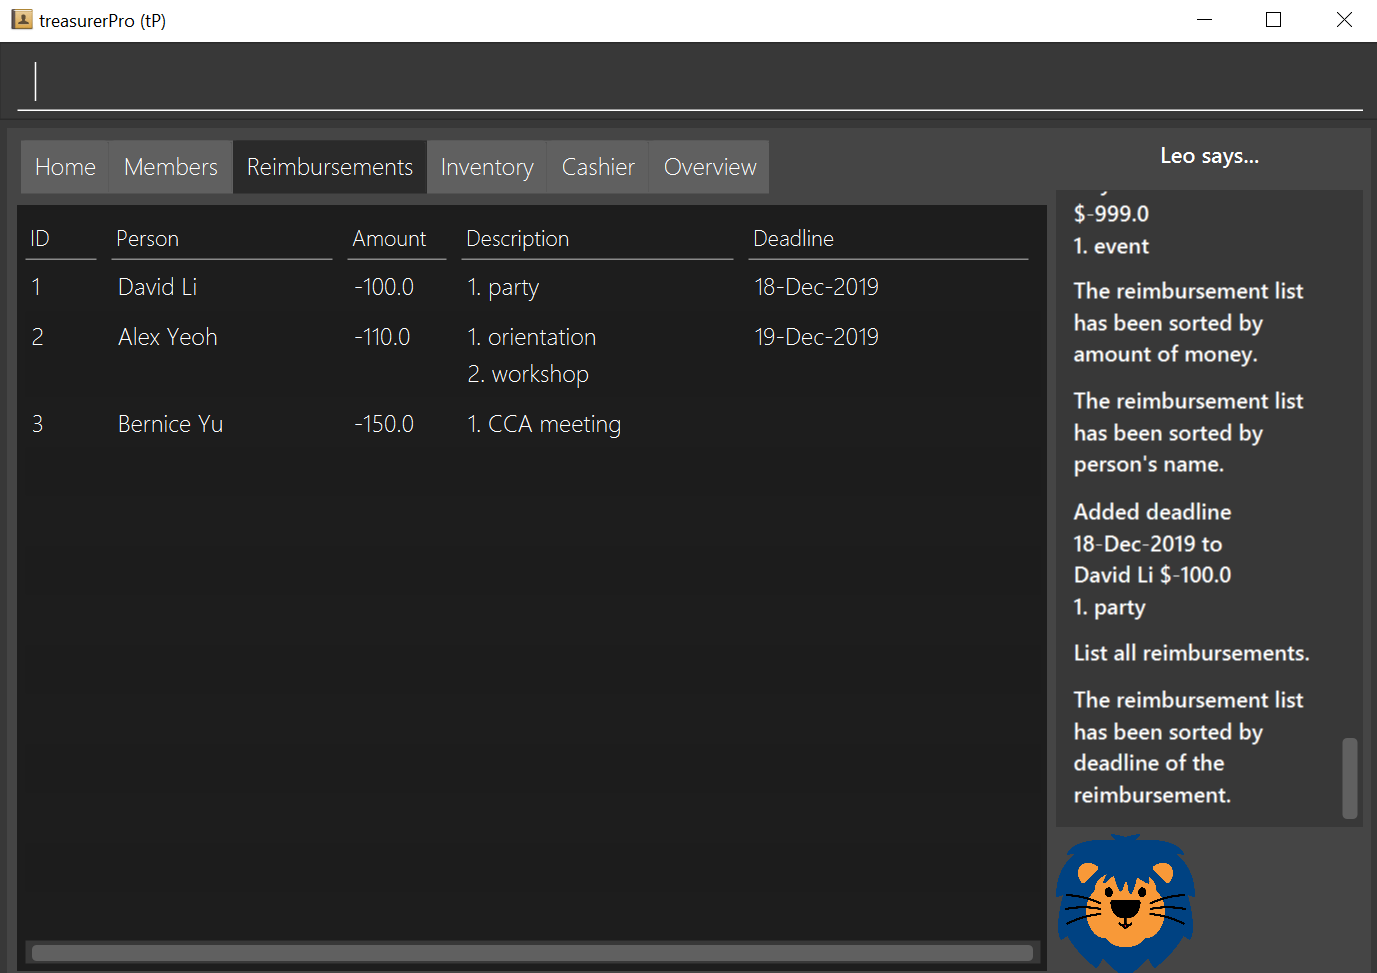 treasurerPro (tP)
Home Members Reimbursements Inventory Cashier Overview
ID Person Amount Description Deadline
1 David Li -100.0 1. party 18-Dec-2019
2 Alex Yeoh -110.0 1. orientation 19-Dec-2019
2. workshop
3 Bernice Yu -150.0 1. CCA meeting
Leo says...
$-999.0
1. event
The reimbursement list
has been sorted by
amount of money.
The reimbursement list
has been sorted by
person's name.
Added deadline
18-Dec-2019 to
David Li $-100.0
1. party
List all reimbursements.
The reimbursement list
has been sorted by
deadline of the
reimbursement.